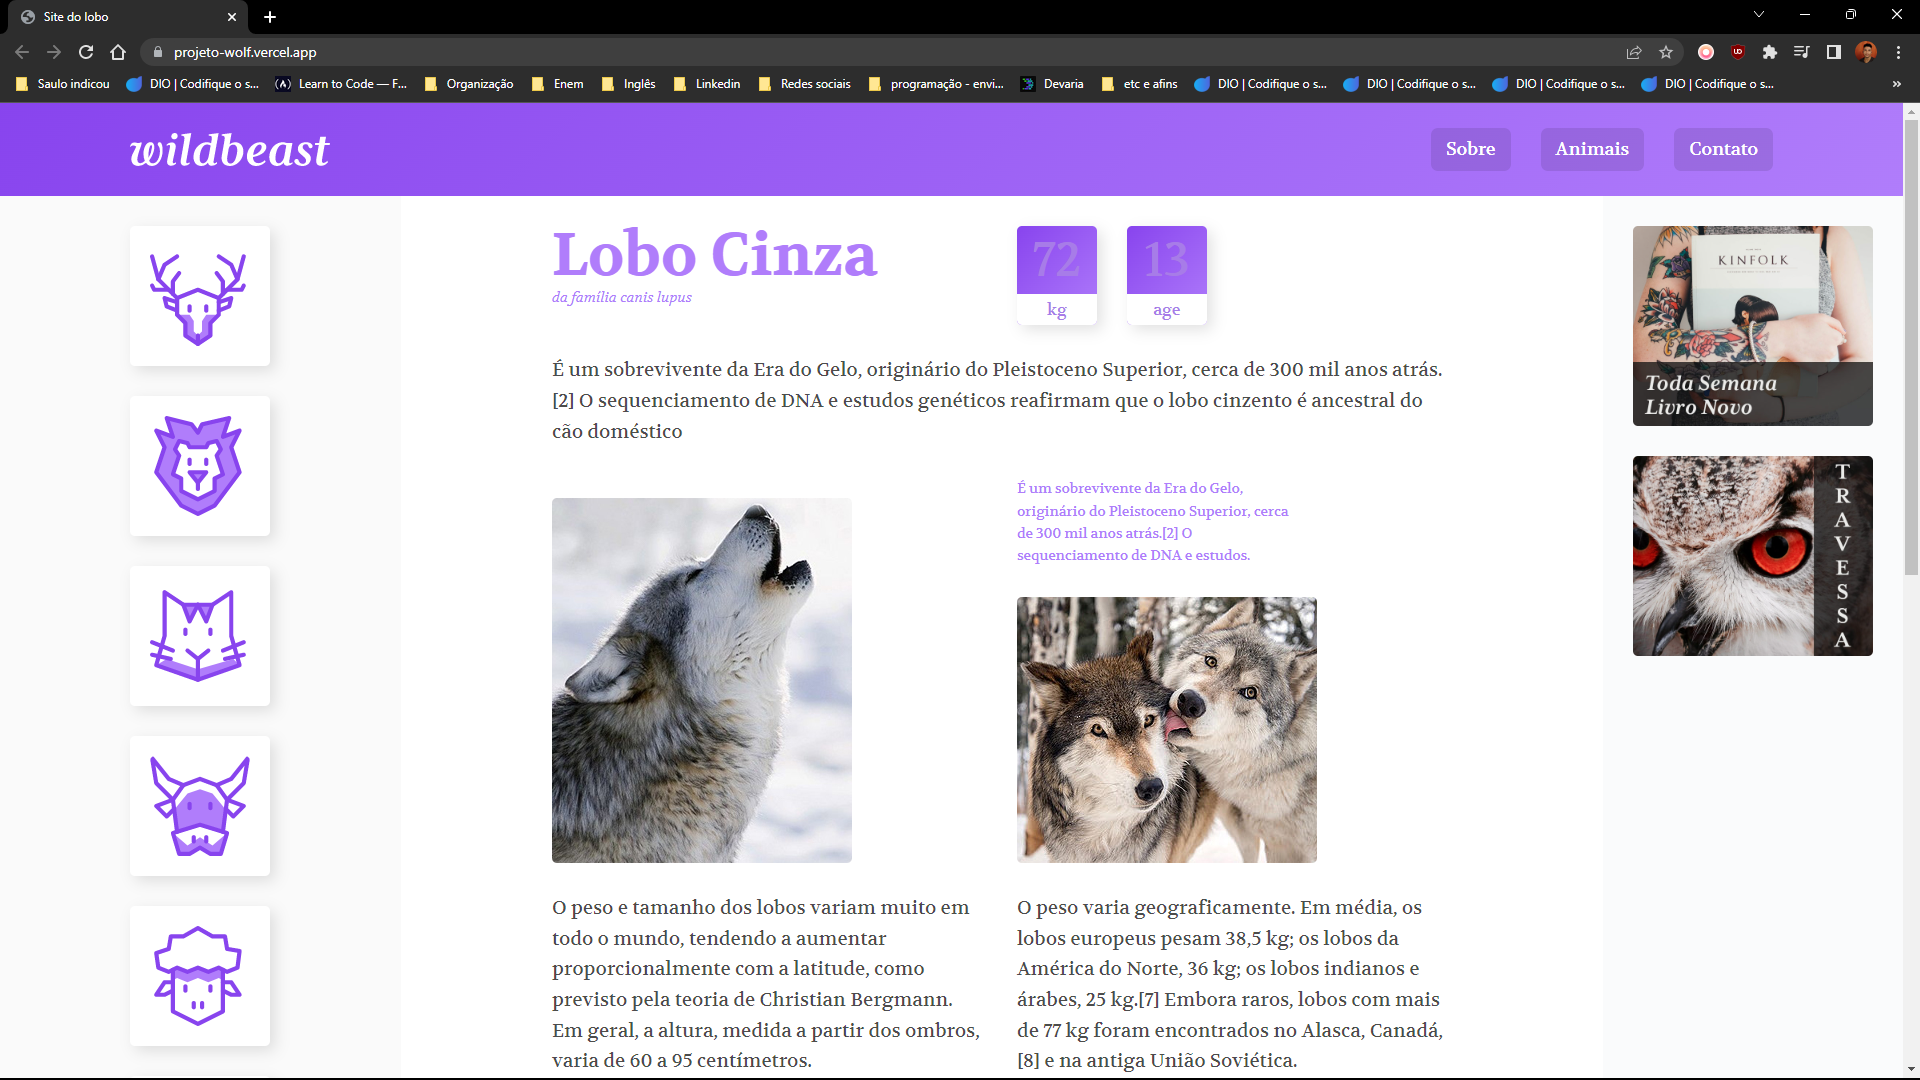 Site do lobo
projeto-wolf.vercel.app
Saulo indicou
DIO | Codifique o s...
Learn to Code — F...
Organização
Enem
Inglês
Linkedin
Redes sociais
programação - envi...
Devaria
etc e afins
DIO | Codifique o s...
DIO | Codifique o s...
DIO | Codifique o s...
DIO | Codifique o s...
»
wildbeast
Sobre
Animais
Contato
Lobo Cinza
da família canis lupus
72
kg
13
age
É um sobrevivente da Era do Gelo, originário do Pleistoceno Superior, cerca de 300 mil anos atrás.
[2] O sequenciamento de DNA e estudos genéticos reafirmam que o lobo cinzento é ancestral do
cão doméstico
É um sobrevivente da Era do Gelo,
originário do Pleistoceno Superior, cerca
de 300 mil anos atrás.[2] O
sequenciamento de DNA e estudos.
O peso e tamanho dos lobos variam muito em
todo o mundo, tendendo a aumentar
proporcionalmente com a latitude, como
previsto pela teoria de Christian Bergmann.
Em geral, a altura, medida a partir dos ombros,
varia de 60 a 95 centímetros.
O peso varia geograficamente. Em média, os
lobos europeus pesam 38,5 kg; os lobos da
América do Norte, 36 kg; os lobos indianos e
árabes, 25 kg.[7] Embora raros, lobos com mais
de 77 kg foram encontrados no Alasca, Canadá,
[8] e na antiga União Soviética.
KINFOLK
Toda Semana
Livro Novo
TRAVESSA